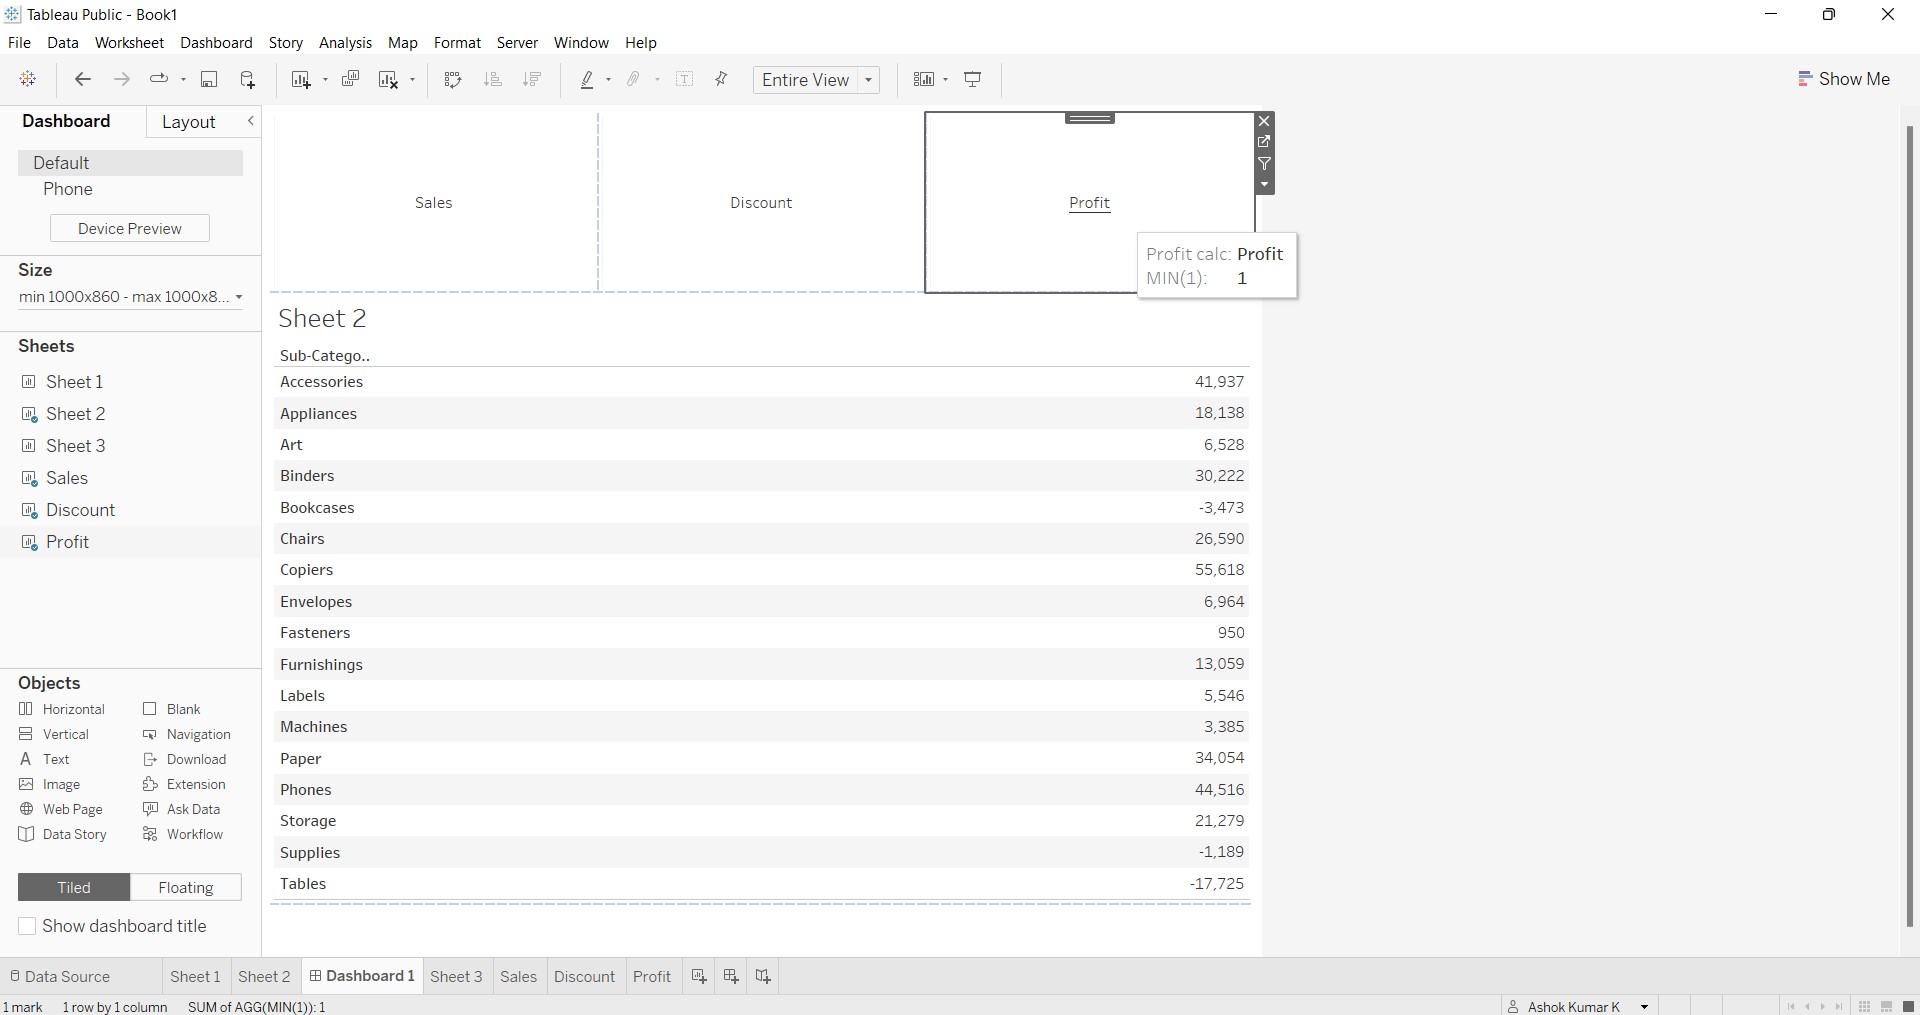 Tableau Public - Book1
File Data Worksheet Dashboard Story Analysis Map Format Server Window Help
Entire View
Show Me
Dashboard Layout
Default
Phone
Device Preview
Size
min 1000x860 - max 1000x8...
Sheets
Sheet 1
Sheet 2
Sheet 3
Sales
Discount
Profit
Objects
Horizontal Blank
Vertical Navigation
A Text Download
Image Extension
Web Page Ask Data
Data Story Workflow
Tiled Floating
Show dashboard title
Sales Discount Profit
Profit calc: Profit
MIN(1): 1
Sheet 2
Sub-Catego..
Accessories 41,937
Appliances 18,138
Art 6,528
Binders 30,222
Bookcases -3,473
Chairs 26,590
Copiers 55,618
Envelopes 6,964
Fasteners 950
Furnishings 13,059
Labels 5,546
Machines 3,385
Paper 34,054
Phones 44,516
Storage 21,279
Supplies -1,189
Tables -17,725
Data Source Sheet 1 Sheet 2 Dashboard 1 Sheet 3 Sales Discount Profit
1 mark 1 row by 1 column SUM of AGG(MIN(1)): 1 Ashok Kumar K